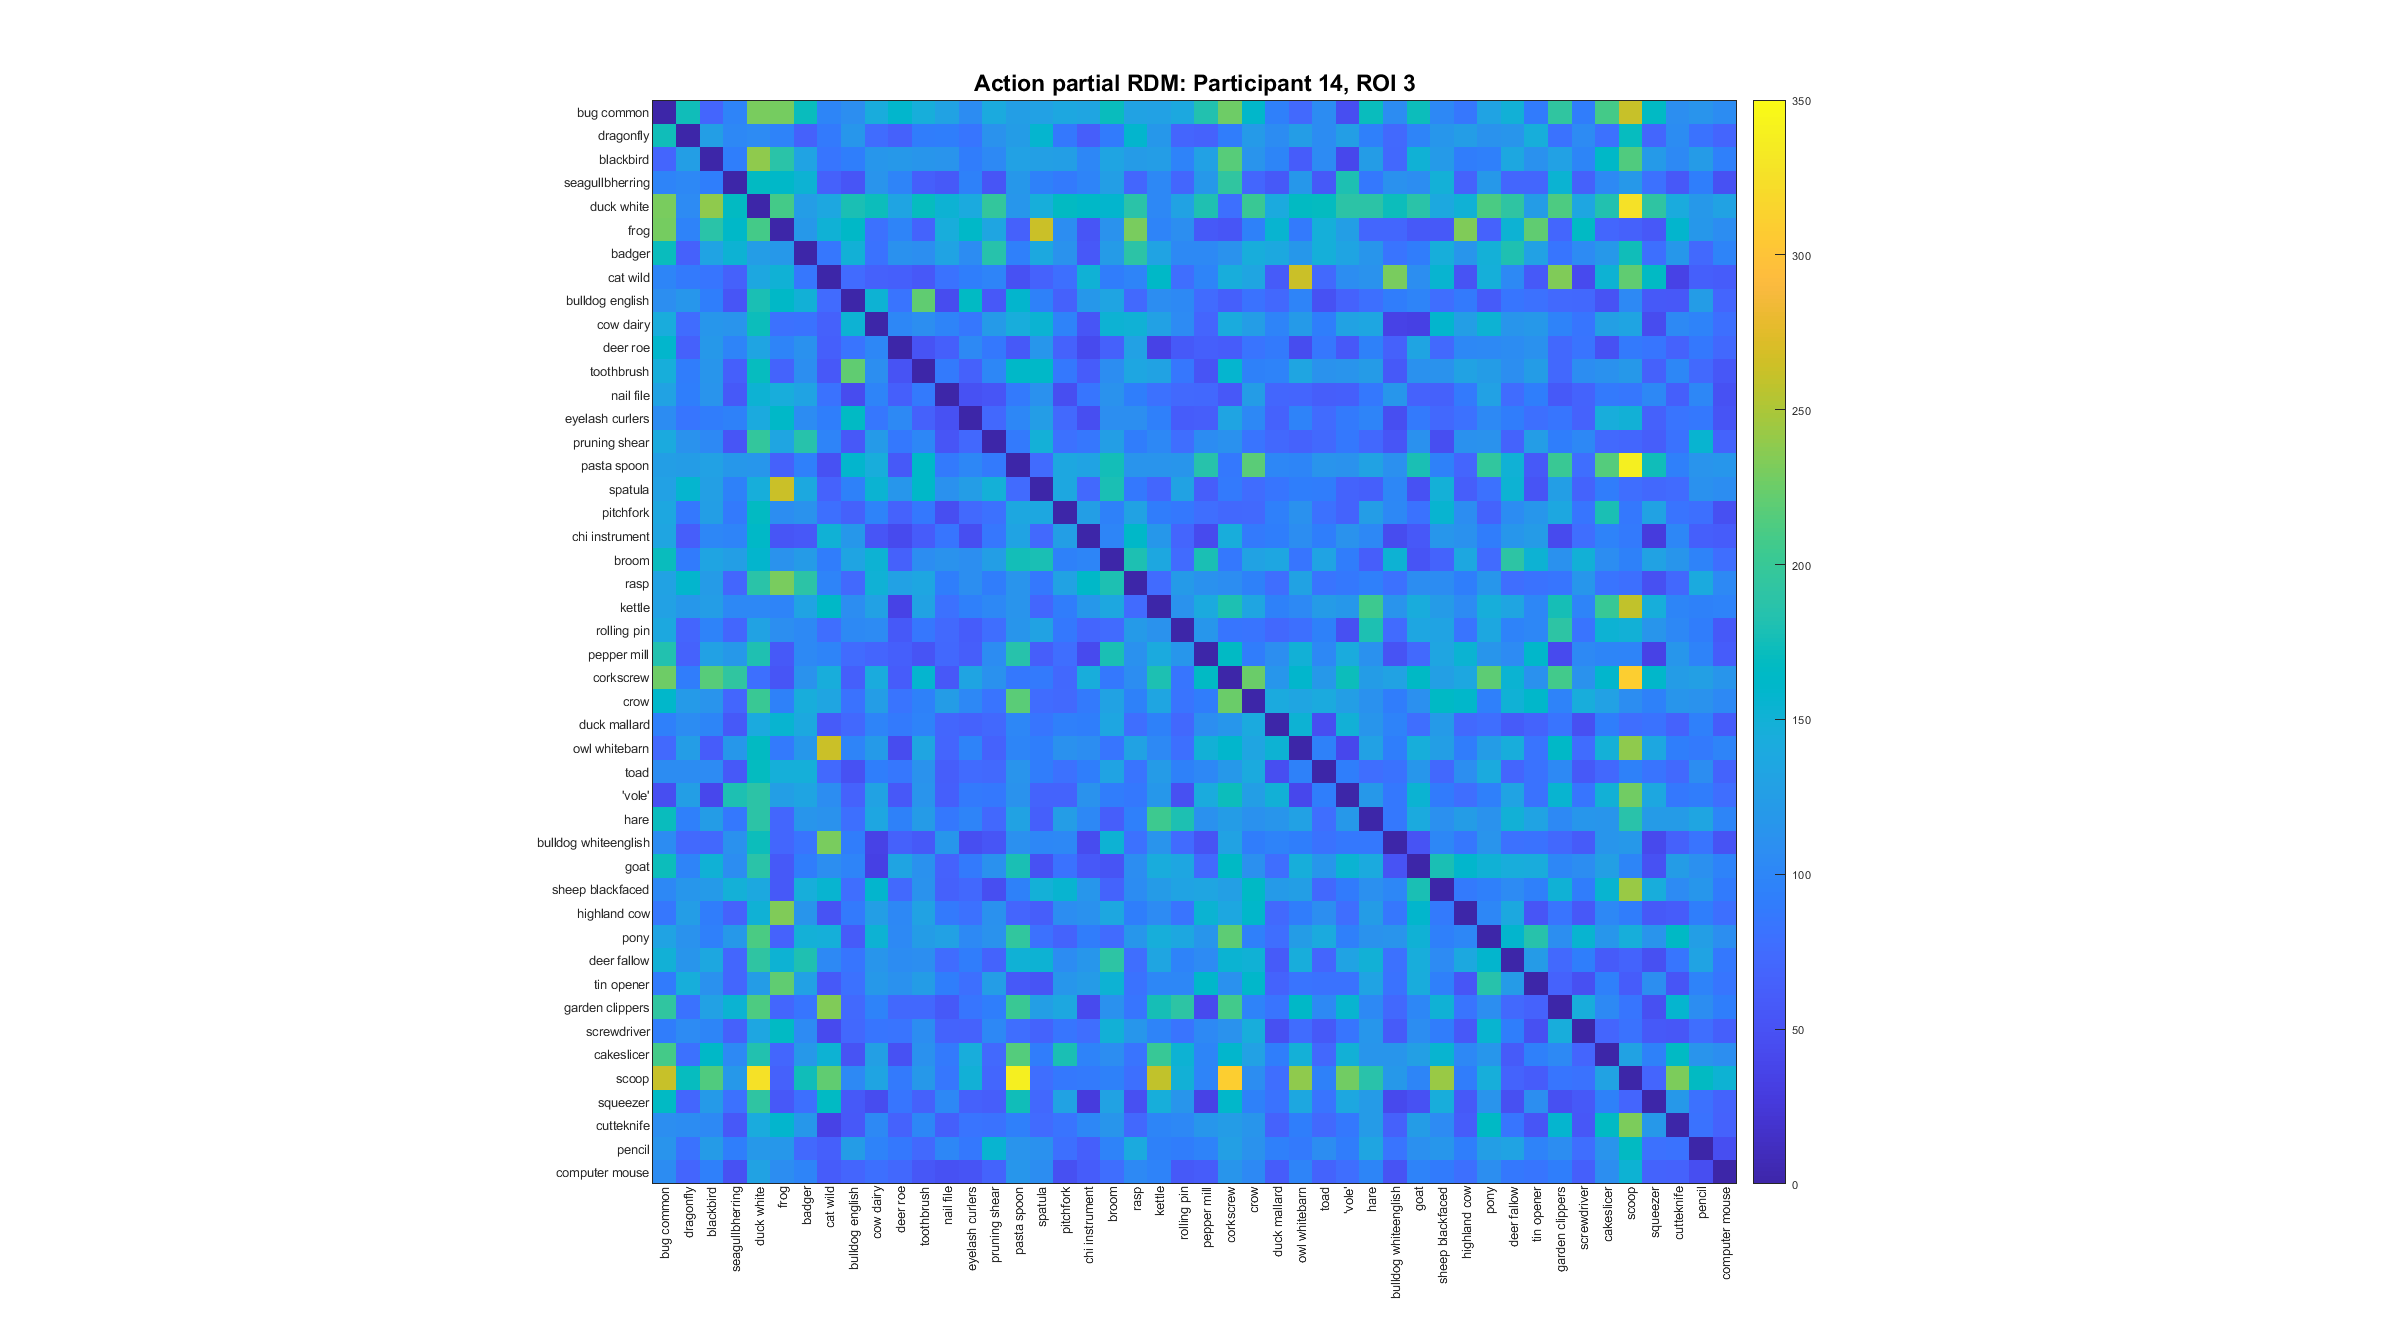 Action partial RDM: Participant 14, ROI 3
bug common
dragonfly
blackbird
seagullbherring
duck white
frog
badger
cat wild
bulldog english
cow dairy
deer roe
toothbrush
nail file
eyelash curlers
pruning shear
pasta spoon
spatula
pitchfork
chi instrument
broom
rasp
kettle
rolling pin
pepper mill
corkscrew
crow
duck mallard
owl whitebarn
toad
'vole'
hare
bulldog whiteenglish
goat
sheep blackfaced
highland cow
pony
deer fallow
tin opener
garden clippers
screwdriver
cakeslicer
scoop
squeezer
cutteknife
pencil
computer mouse
bug common
dragonfly
blackbird
seagullbherring
duck white
frog
badger
cat wild
bulldog english
cow dairy
deer roe
toothbrush
nail file
eyelash curlers
pruning shear
pasta spoon
spatula
pitchfork
chi instrument
broom
rasp
kettle
rolling pin
pepper mill
corkscrew
crow
duck mallard
owl whitebarn
toad
'vole'
hare
bulldog whiteenglish
goat
sheep blackfaced
highland cow
pony
deer fallow
tin opener
garden clippers
screwdriver
cakeslicer
scoop
squeezer
cutteknife
pencil
computer mouse
350
300
250
200
150
100
50
0